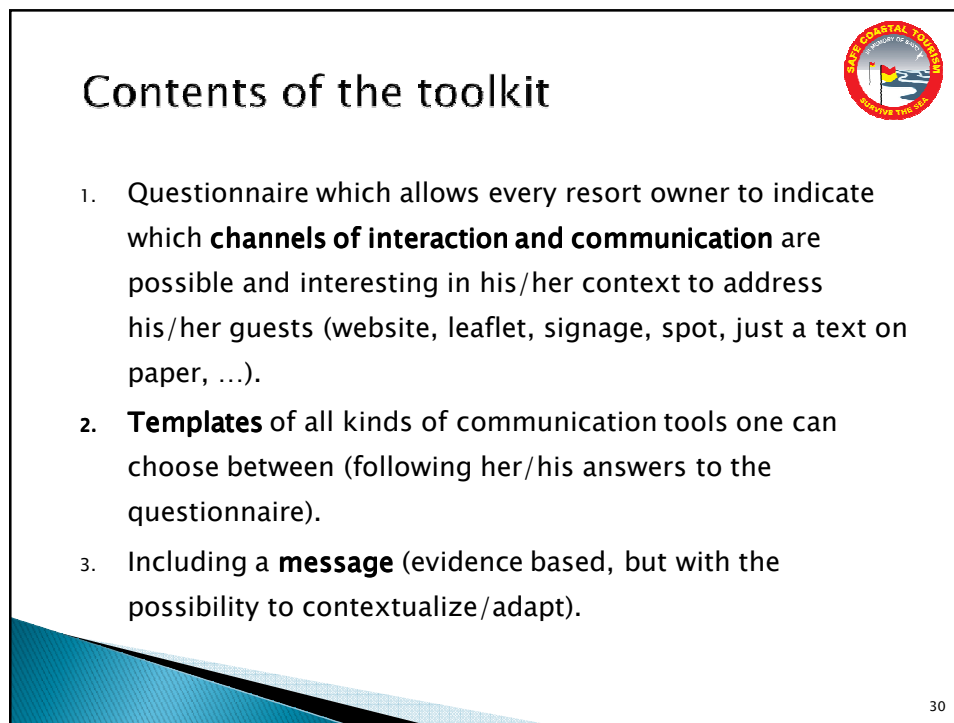 SAFE COASTAL TOURISM
SURVIVE THE SEA
Contents of the toolkit
1. Questionnaire which allows every resort owner to indicate
which channels of interaction and communication are
possible and interesting in his/her context to address
his/her guests (website, leaflet, signage, spot, just a text on
paper, …).
2. Templates of all kinds of communication tools one can
choose between (following her/his answers to the
questionnaire).
3. Including a message (evidence based, but with the
possibility to contextualize/adapt).
30